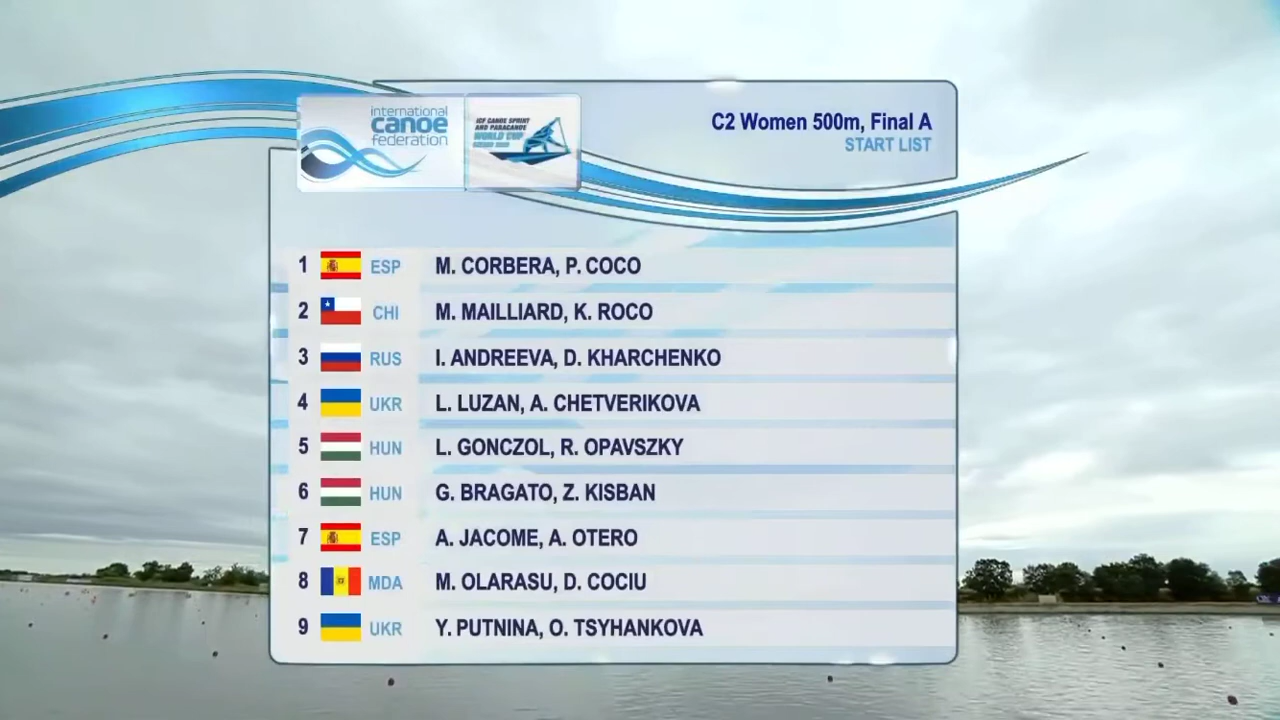 international
canoe
federation
ICF CANOE SPRINT
AND PARACANOE
WORLD CUP
C2 Women 500m, Final A
START LIST
1 ESP M. CORBERA, P. COCO
2 CHI M. MAILLIARD, K. ROCO
3 RUS I. ANDREEVA, D. KHARCHENKO
4 UKR L. LUZAN, A. CHETVERIKOVA
5 HUN L. GONCZOL, R. OPAVSZKY
6 HUN G. BRAGATO, Z. KISBAN
7 ESP A. JACOME, A. OTERO
8 MDA M. OLARASU, D. COCIU
9 UKR Y. PUTNINA, O. TSYHANKOVA